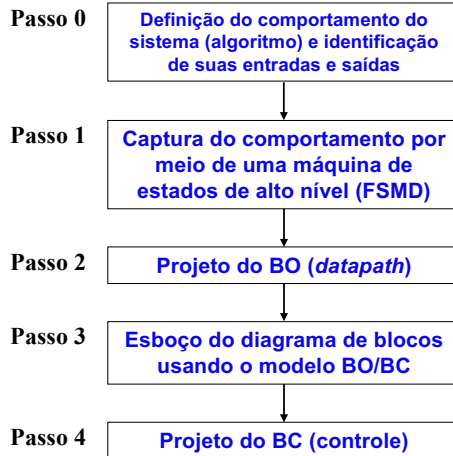 Passo 0
Definição do comportamento do
sistema (algoritmo) e identificação
de suas entradas e saídas
Passo 1
Captura do comportamento por
meio de uma máquina de
estados de alto nível (FSMD)
Passo 2
Projeto do BO (datapath)
Passo 3
Esboço do diagrama de blocos
usando o modelo BO/BC
Passo 4
Projeto do BC (controle)